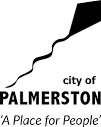 city of
PALMERSTON
'A Place for People'